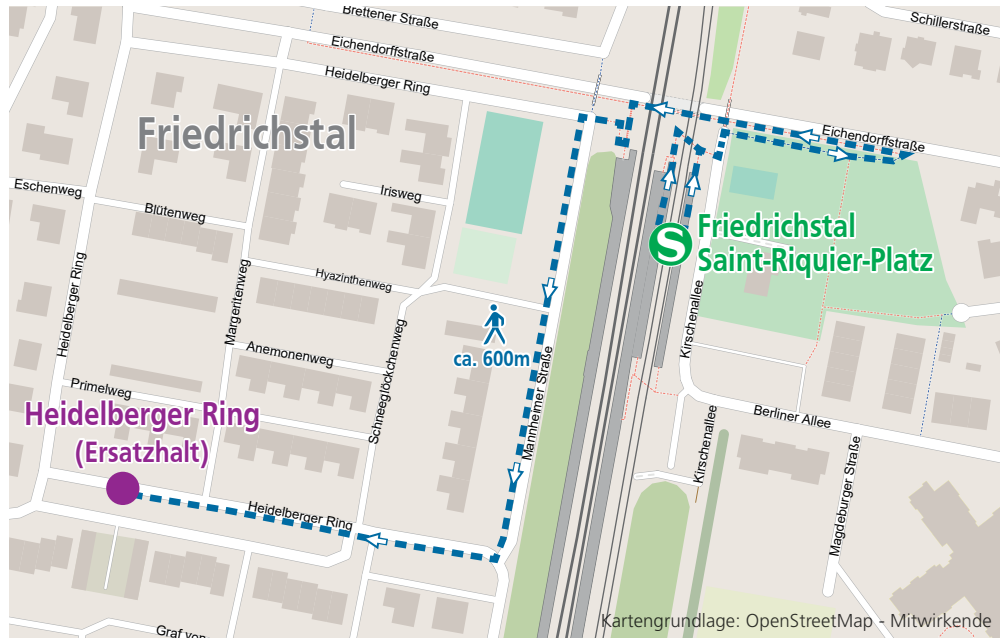 Brettener Straße
Schillerstraße
Eichendorffstraße
Heidelberger Ring
Eichendorffstraße
Friedrichstal
Eschenweg
Irisweg
Blütenweg
S
Friedrichstal
Saint-Riquier-Platz
Heidelberger Ring
Margeritenweg
Hyazinthenweg
Kirschenallee
ca. 600m
Anemonenweg
Mannheimer Straße
Schneeglöckchenweg
Primelweg
Heidelberger Ring
(Ersatzhalt)
Berliner Allee
Kirschenallee
Magdeburger Straße
Heidelberger Ring
Kartengrundlage: OpenStreetMap - Mitwirkende
Graf von